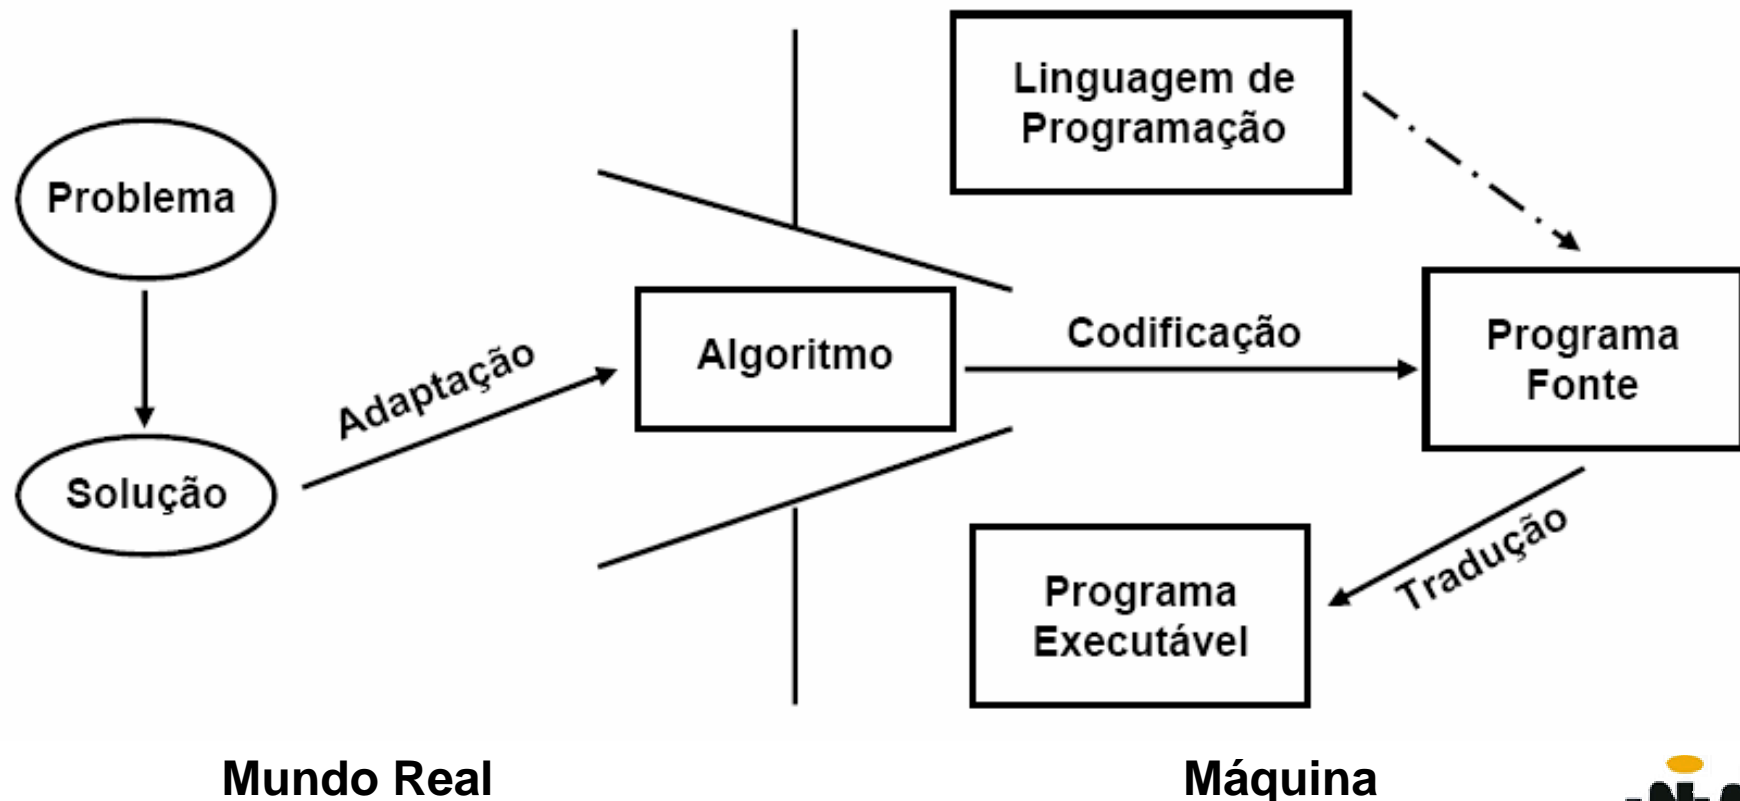 Linguagem de
Programação
Problema
Solução
Adaptação
Algoritmo
Codificação
Programa
Fonte
Tradução
Programa
Executável
Mundo Real
Máquina